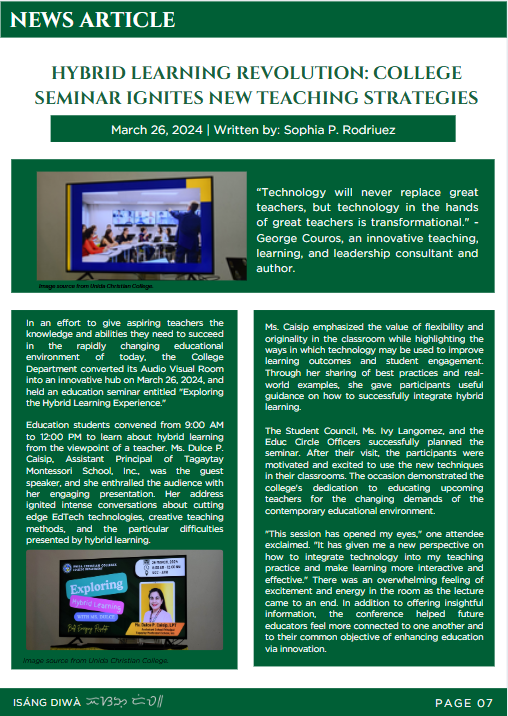 NEWS ARTICLE
HYBRID LEARNING REVOLUTION: COLLEGE
SEMINAR IGNITES NEW TEACHING STRATEGIES
March 26, 2024 | Written by: Sophia P. Rodriuez
"Technology will never replace great
teachers, but technology in the hands
of great teachers is transformational." -
George Couros, an innovative teaching,
learning, and leadership consultant and
author.
Image source from Unida Christian College.
In an effort to give aspiring teachers the
knowledge and abilities they need to succeed
in the rapidly changing educational
environment of today, the College
Department converted its Audio Visual Room
into an innovative hub on March 26, 2024, and
held an education seminar entitled "Exploring
the Hybrid Learning Experience."
Education students convened from 9:00 AM
to 12:00 PM to learn about hybrid learning
from the viewpoint of a teacher. Ms. Dulce P.
Caisip, Assistant Principal of Tagaytay
Montessori School, Inc., was the guest
speaker, and she enthralled the audience with
her engaging presentation. Her address
ignited intense conversations about cutting
edge EdTech technologies, creative teaching
methods, and the particular difficulties
presented by hybrid learning.
UNIDA CHRISTIAN COLLEGES
Exploring
Hybrid Learning
WITH MS. DULCE
26 MARCH, 2024
Ms. Dulce P. Caisip, LPT
Image source from Unida Christian College.
Ms. Caisip emphasized the value of flexibility and
originality in the classroom while highlighting the
ways in which technology may be used to improve
learning outcomes and student engagement.
Through her sharing of best practices and real-
world examples, she gave participants useful
guidance on how to successfully integrate hybrid
learning.
The Student Council, Ms. Ivy Langomez, and the
Educ Circle Officers successfully planned the
seminar. After their visit, the participants were
motivated and excited to use the new techniques
in their classrooms. The occasion demonstrated the
college's dedication to educating upcoming
teachers for the changing demands of the
contemporary educational environment.
"This session has opened my eyes," one attendee
exclaimed. "It has given me a new perspective on
how to integrate technology into my teaching
practice and make learning more interactive and
effective." There was an overwhelming feeling of
excitement and energy in the room as the lecture
came to an end. In addition to offering insightful
information, the conference helped future
educators feel more connected to one another and
to their common objective of enhancing education
via innovation.
ISÁNG DIWÀ
PAGE 07